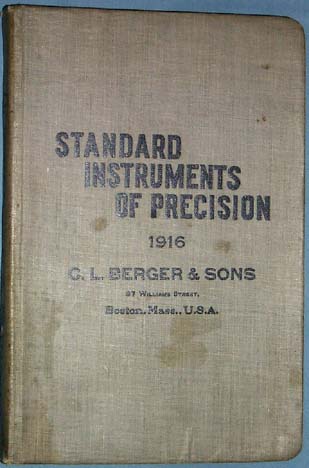 STANDARD
INSTRUMENTS
OF PRECISION
1916
C. L. BERGER & SONS
37 WILLIAMS STREET,
Boston, Mass., U.S.A.